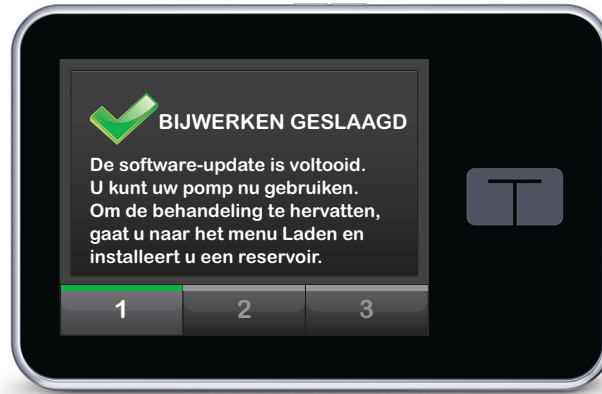 BIJWERKEN GESLAAGD
De software-update is voltooid.
U kunt uw pomp nu gebruiken.
Om de behandeling te hervatten,
gaat u naar het menu Laden en
installeert u een reservoir.
1 2 3